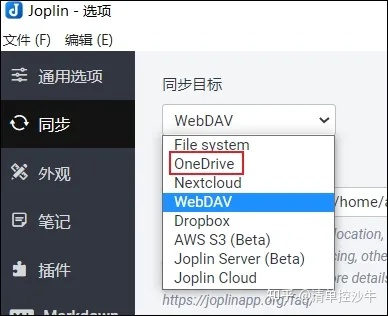 Joplin - 选项
文件 (F) 编辑 (E)
通用选项
同步
外观
笔记
插件
Markdown
同步目标
WebDAV
File system
OneDrive
Nextcloud
WebDAV
/home/a
Dropbox
location,
AWS S3 (Beta)
cing, othe
Joplin Server (Beta)
re details
Joplin Cloud
https://joplinapp.org/faq/
知乎 @清单控沙牛